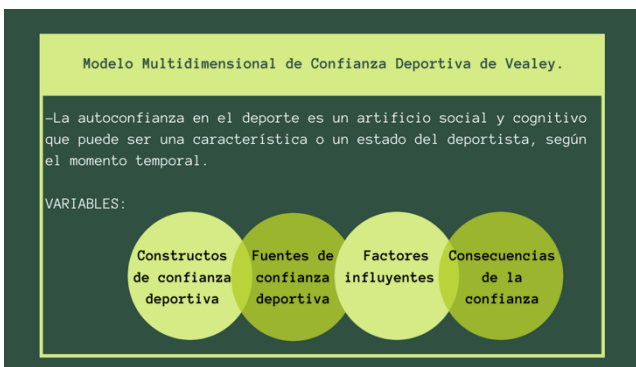 Modelo Multidimensional de Confianza Deportiva de Vealey.
-La autoconfianza en el deporte es un artificio social y cognitivo
que puede ser una característica o un estado del deportista, según
el momento temporal.
VARIABLES:
Constructos
de confianza
deportiva
Fuentes de
confianza
deportiva
Factores
influyentes
Consecuencias
de la
confianza